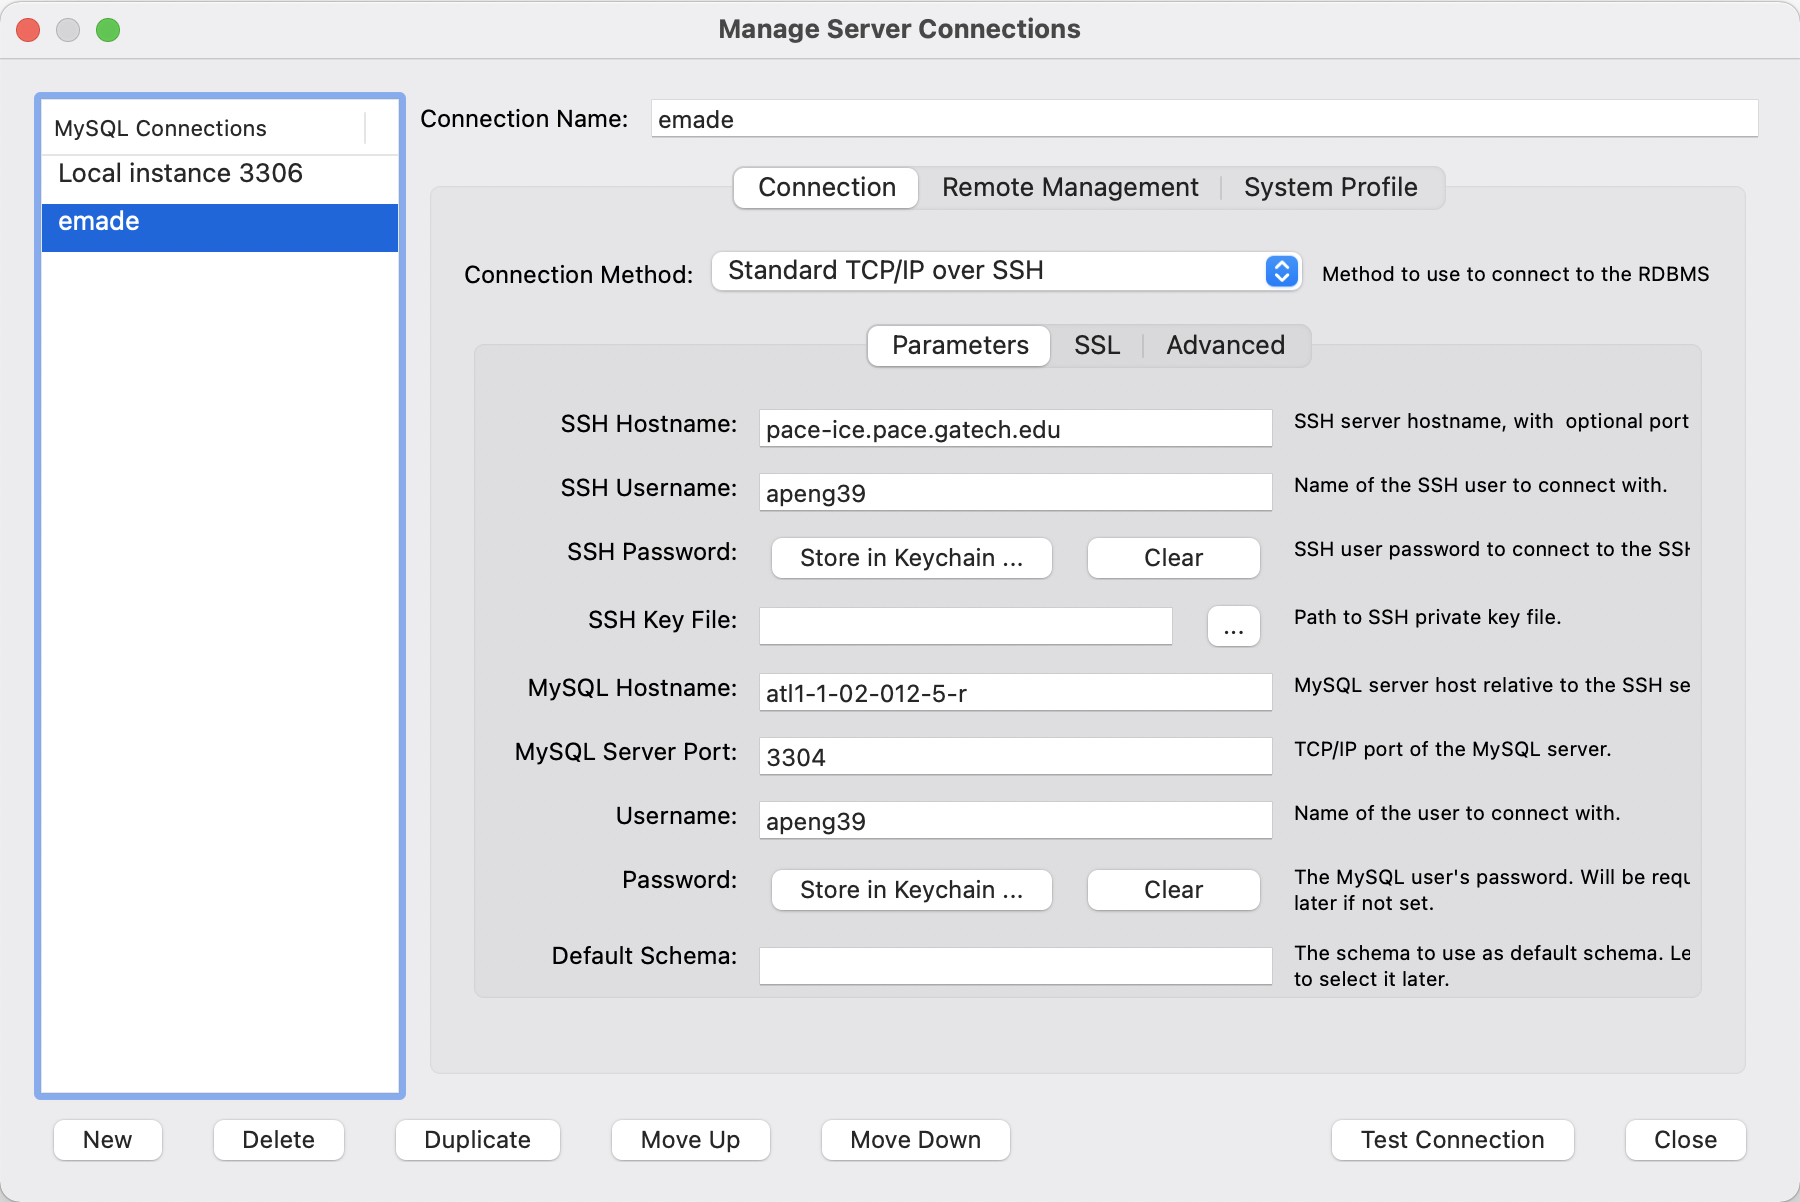 Manage Server Connections
MySQL Connections
Local instance 3306
emade
Connection Name: emade
Connection Remote Management System Profile
Connection Method: Standard TCP/IP over SSH Method to use to connect to the RDBMS
Parameters SSL Advanced
SSH Hostname: pace-ice.pace.gatech.edu SSH server hostname, with optional port
SSH Username: apeng39 Name of the SSH user to connect with.
SSH Password: Store in Keychain ... Clear SSH user password to connect to the SSH
SSH Key File: ... Path to SSH private key file.
MySQL Hostname: atl1-1-02-012-5-r MySQL server host relative to the SSH se
MySQL Server Port: 3304 TCP/IP port of the MySQL server.
Username: apeng39 Name of the user to connect with.
Password: Store in Keychain ... Clear The MySQL user's password. Will be requ
later if not set.
Default Schema: The schema to use as default schema. Le
to select it later.
New Delete Duplicate Move Up Move Down Test Connection Close